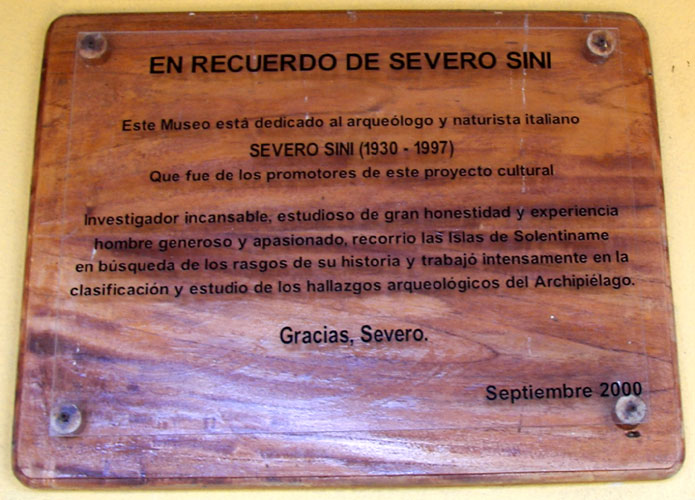 EN RECUERDO DE SEVERO SINI
Este Museo está dedicado al arqueólogo y naturista italiano
SEVERO SINI (1930 - 1997)
Que fue de los promotores de este proyecto cultural
Investigador incansable, estudioso de gran honestidad y experiencia
hombre generoso y apasionado, recorrio las Islas de Solentiname
en búsqueda de los rasgos de su historia y trabajó intensamente en la
clasificación y estudio de los hallazgos arqueológicos del Archipiélago.
Gracias, Severo.
Septiembre 2000